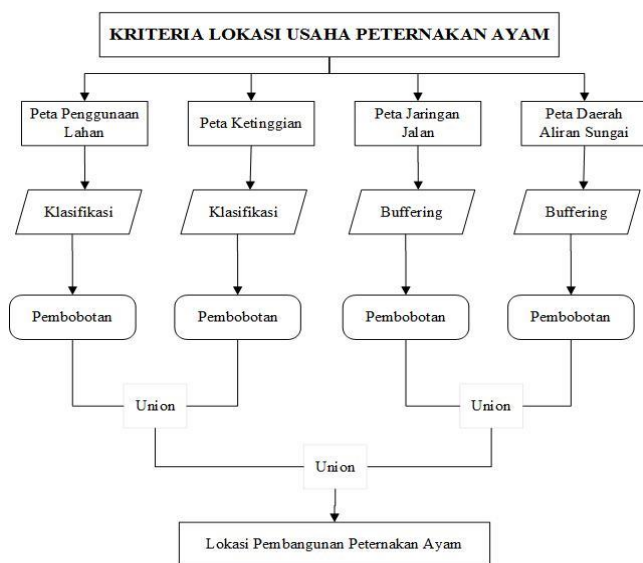 KRITERIA LOKASI USAHA PETERNAKAN AYAM
Peta Penggunaan
Lahan
Peta Ketinggian
Peta Jaringan
Jalan
Peta Daerah
Aliran Sungai
Klasifikasi
Klasifikasi
Buffering
Buffering
Pembobotan
Pembobotan
Pembobotan
Pembobotan
Union
Union
Union
Lokasi Pembangunan Peternakan Ayam